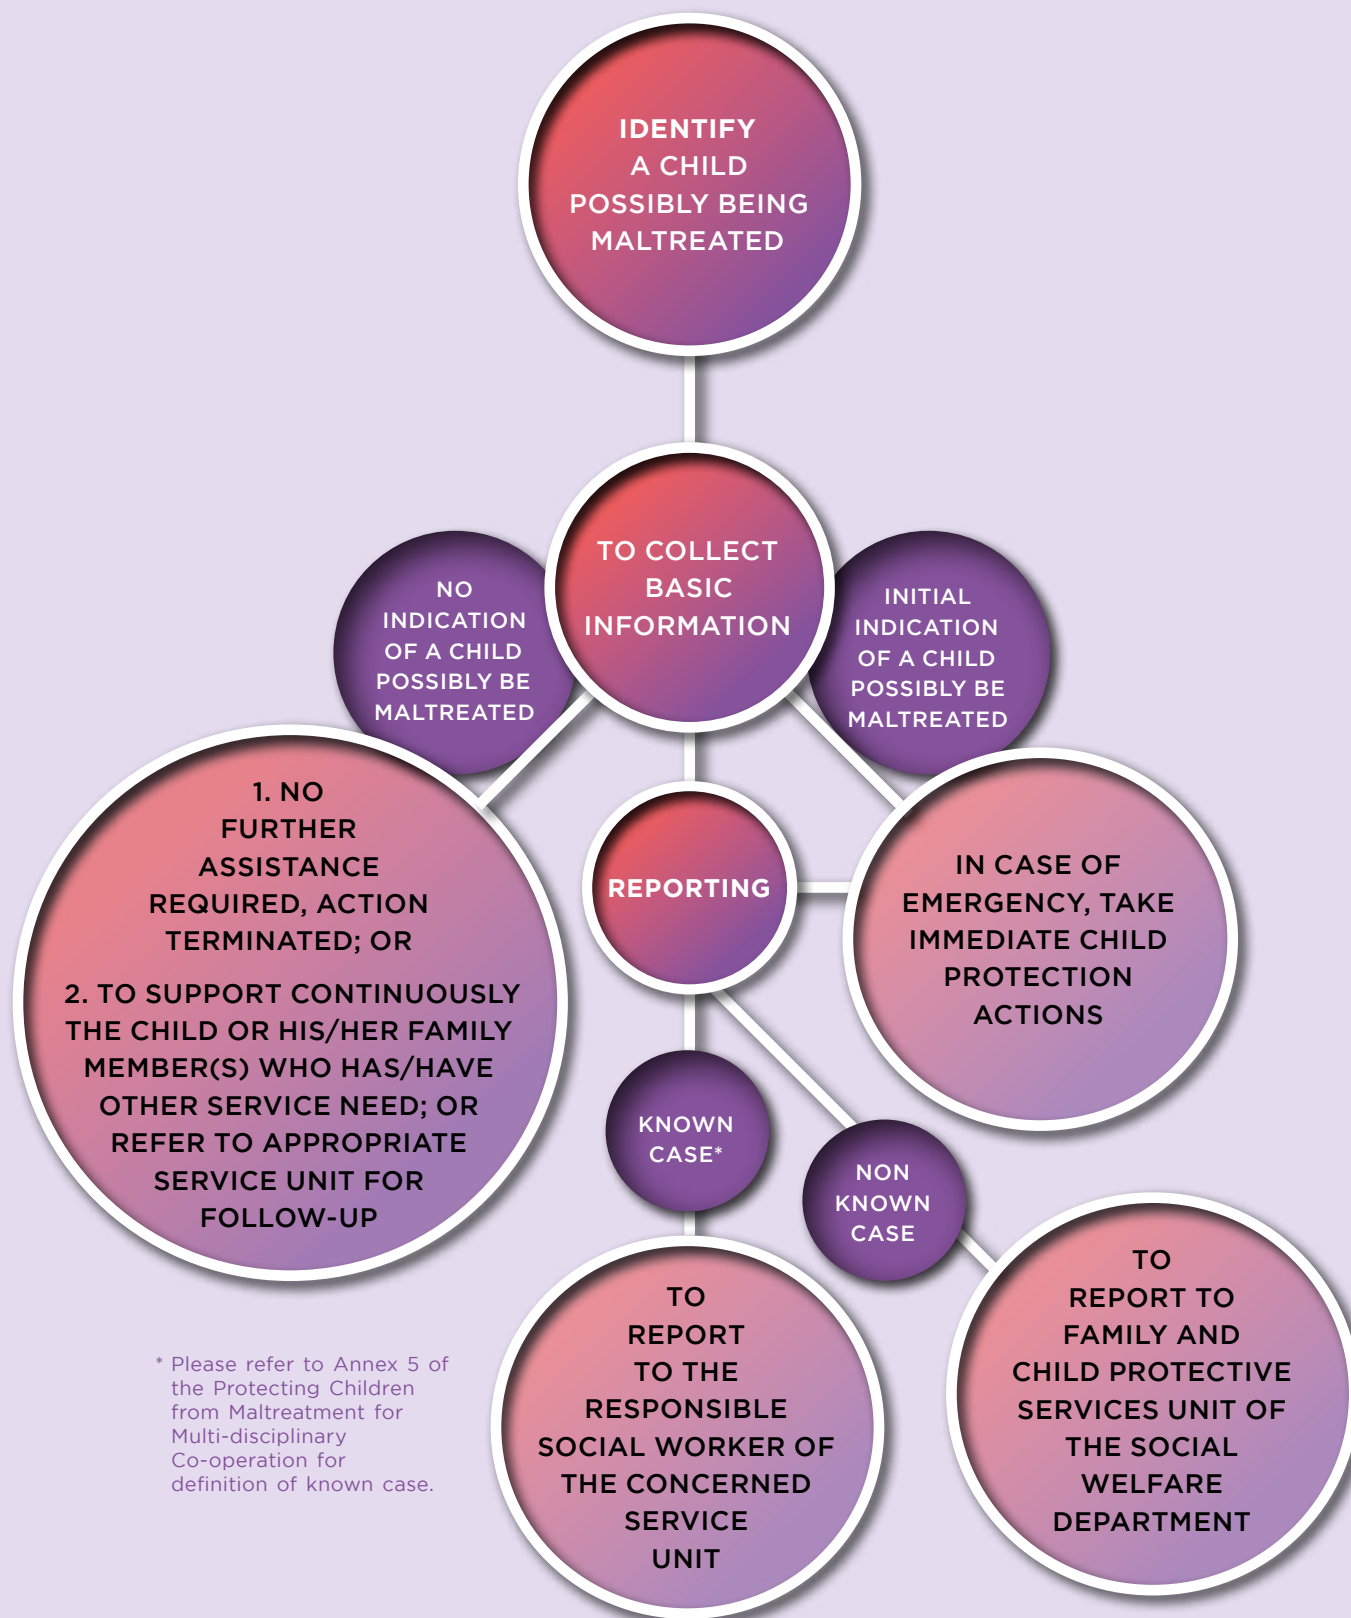 IDENTIFY
A CHILD
POSSIBLY BEING
MALTREATED
TO COLLECT
BASIC
INFORMATION
NO
INDICATION
OF A CHILD
POSSIBLY BE
MALTREATED
INITIAL
INDICATION
OF A CHILD
POSSIBLY BE
MALTREATED
1. NO
FURTHER
ASSISTANCE
REQUIRED, ACTION
TERMINATED; OR
2. TO SUPPORT CONTINUOUSLY
THE CHILD OR HIS/HER FAMILY
MEMBER(S) WHO HAS/HAVE
OTHER SERVICE NEED; OR
REFER TO APPROPRIATE
SERVICE UNIT FOR
FOLLOW-UP
REPORTING
IN CASE OF
EMERGENCY, TAKE
IMMEDIATE CHILD
PROTECTION
ACTIONS
KNOWN
CASE*
NON
KNOWN
CASE
TO
REPORT
TO THE
RESPONSIBLE
SOCIAL WORKER OF
THE CONCERNED
SERVICE
UNIT
TO
REPORT TO
FAMILY AND
CHILD PROTECTIVE
SERVICES UNIT OF
THE SOCIAL
WELFARE
DEPARTMENT
* Please refer to Annex 5 of
the Protecting Children
from Maltreatment for
Multi-disciplinary
Co-operation for
definition of known case.